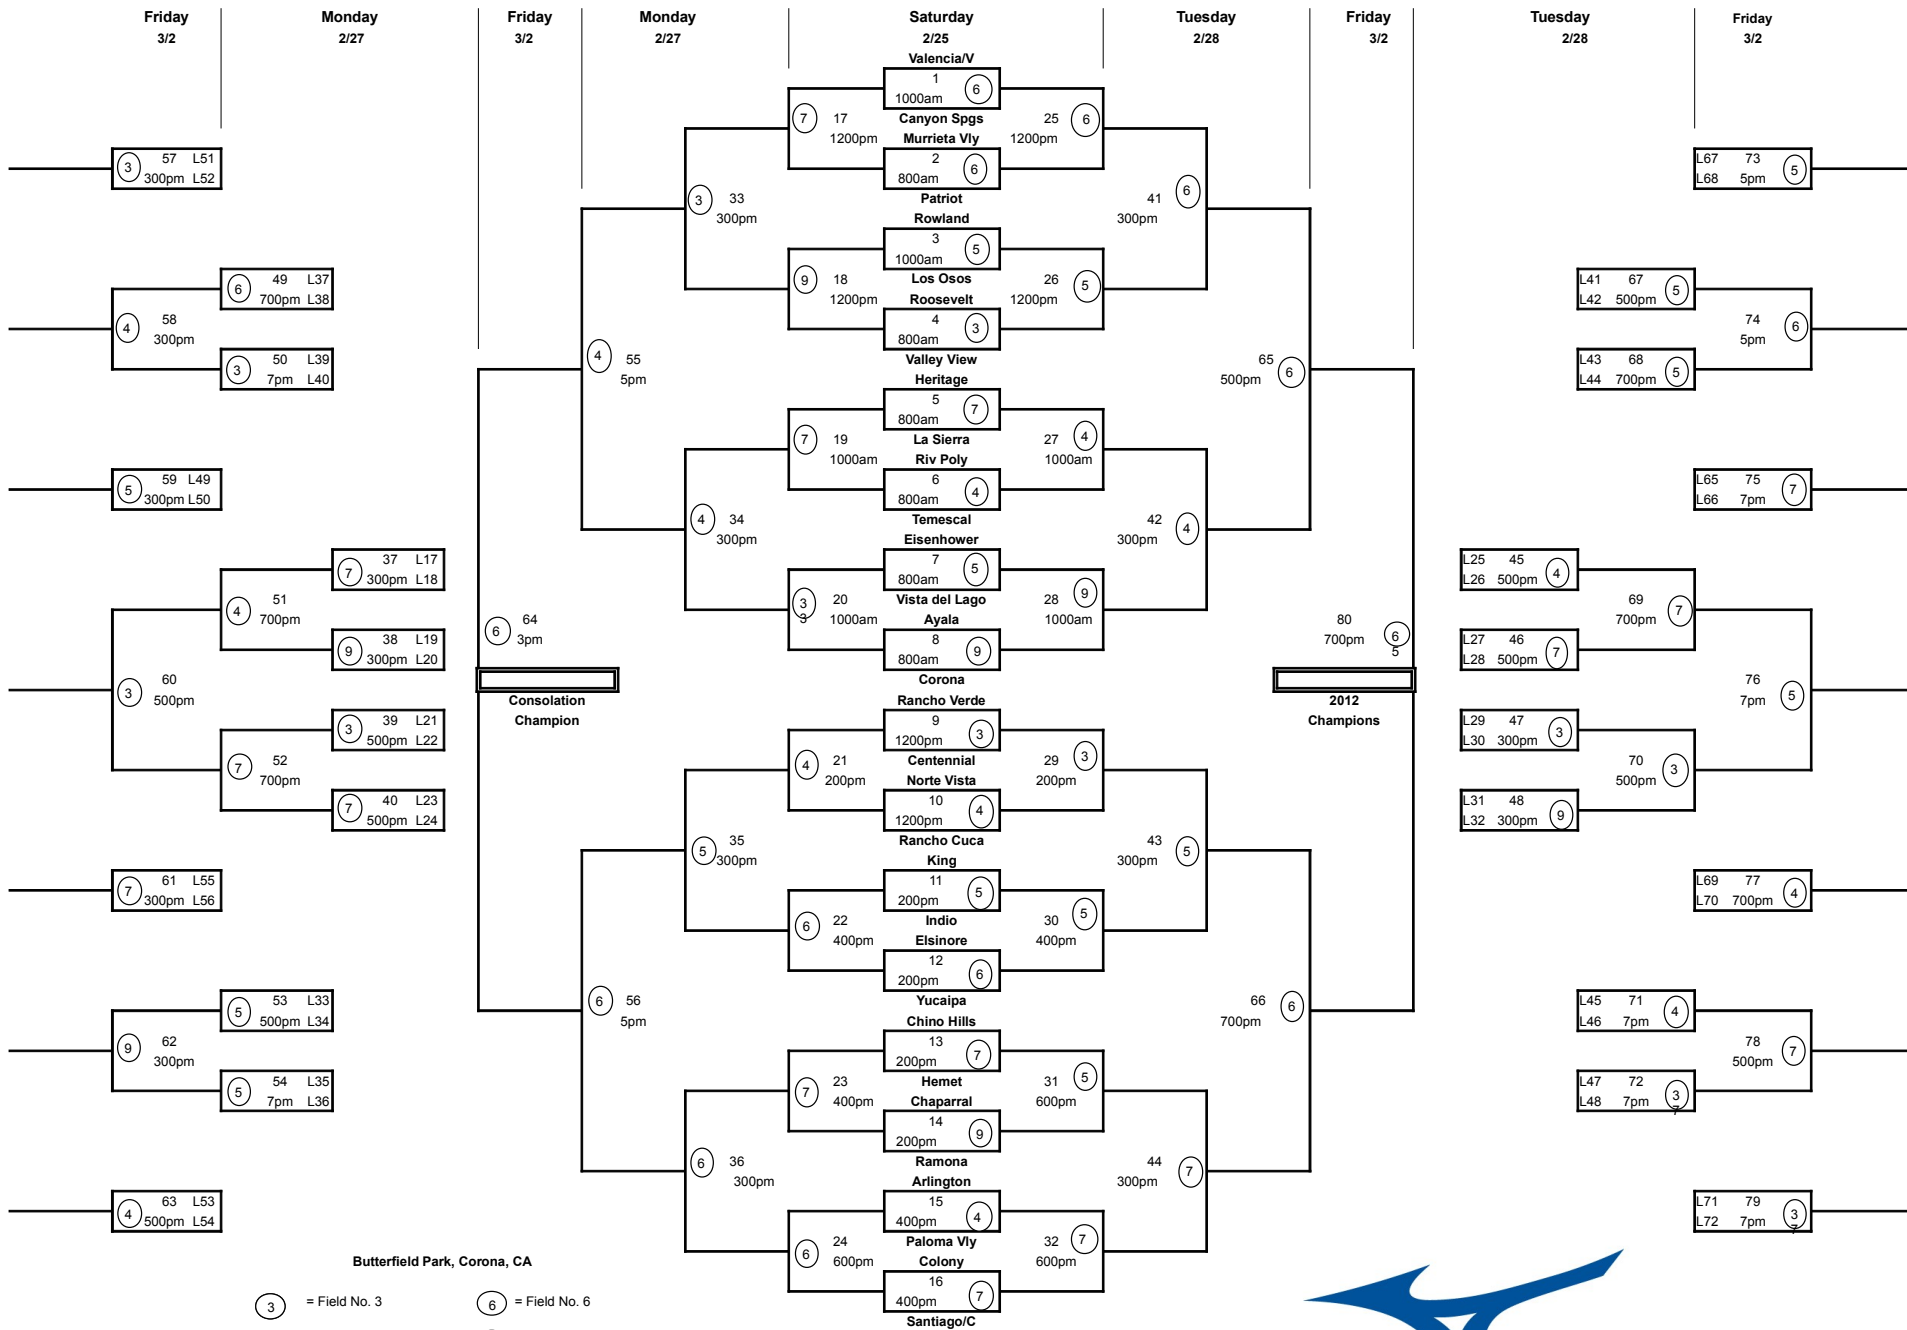 Friday Monday Friday Monday Saturday Tuesday Friday Tuesday Friday
3/2 2/27 3/2 2/27 2/25 2/28 3/2 2/28 3/2
Valencia/V
1
1000am 6
7 17 Canyon Spgs 25 6
1200pm Murrieta Vly 1200pm
3 57 L51 2 L67 73 5
300pm L52 800am 6 L68 5pm
3 33 Patriot 41 6
300pm Rowland 300pm
3
1000am 5
6 49 L37 9 18 Los Osos 26 5 L41 67 5
700pm L38 1200pm Roosevelt 1200pm L42 500pm
4 58 4 74 6
300pm 800am 3 5pm
3 50 L39 4 55 Valley View 65 6 L43 68 5
7pm L40 5pm Heritage 500pm L44 700pm
5
800am 7
7 19 La Sierra 27 4
1000am Riv Poly 1000am
5 59 L49 6 L65 75 7
300pm L50 800am 4 L66 7pm
4 34 Temescal 42 4
300pm Eisenhower 300pm
7 37 L17 7 L25 45 4
300pm L18 800am 5 L26 500pm
4 51 3 3 20 Vista del Lago 28 9 69 7
700pm 1000am Ayala 1000am 700pm
9 38 L19 6 64 8 80 6 5 L27 46 7
300pm L20 3pm 800am 9 700pm L28 500pm
3 60 Corona 76 5
500pm Consolation Rancho Verde 2012 7pm
3 39 L21 Champion 9 Champions L29 47 3
500pm L22 1200pm 3 L30 300pm
7 52 4 21 Centennial 29 3 70 3
700pm 200pm Norte Vista 200pm 500pm
7 40 L23 10 L31 48 9
500pm L24 1200pm 4 L32 300pm
5 35 Rancho Cuca 43 5
300pm King 300pm
7 61 L55 11 L69 77 4
300pm L56 200pm 5 L70 700pm
6 22 Indio 30 5
400pm Elsinore 400pm
12
200pm 6
5 53 L33 6 56 Yucaipa 66 6 L45 71 4
500pm L34 5pm Chino Hills 700pm L46 7pm
9 62 13 78 7
300pm 200pm 7 500pm
5 54 L35 7 23 Hemet 31 5 L47 72 3 7
7pm L36 400pm Chaparral 600pm L48 7pm
14
200pm 9
6 36 Ramona 44 7
300pm Arlington 300pm
4 63 L53 15 L71 79 3 7
500pm L54 400pm 4 L72 7pm
6 24 Paloma Vly 32 7
600pm Colony 600pm
Butterfield Park, Corona, CA
16
400pm 7
3 = Field No. 3 6 = Field No. 6
Santiago/C